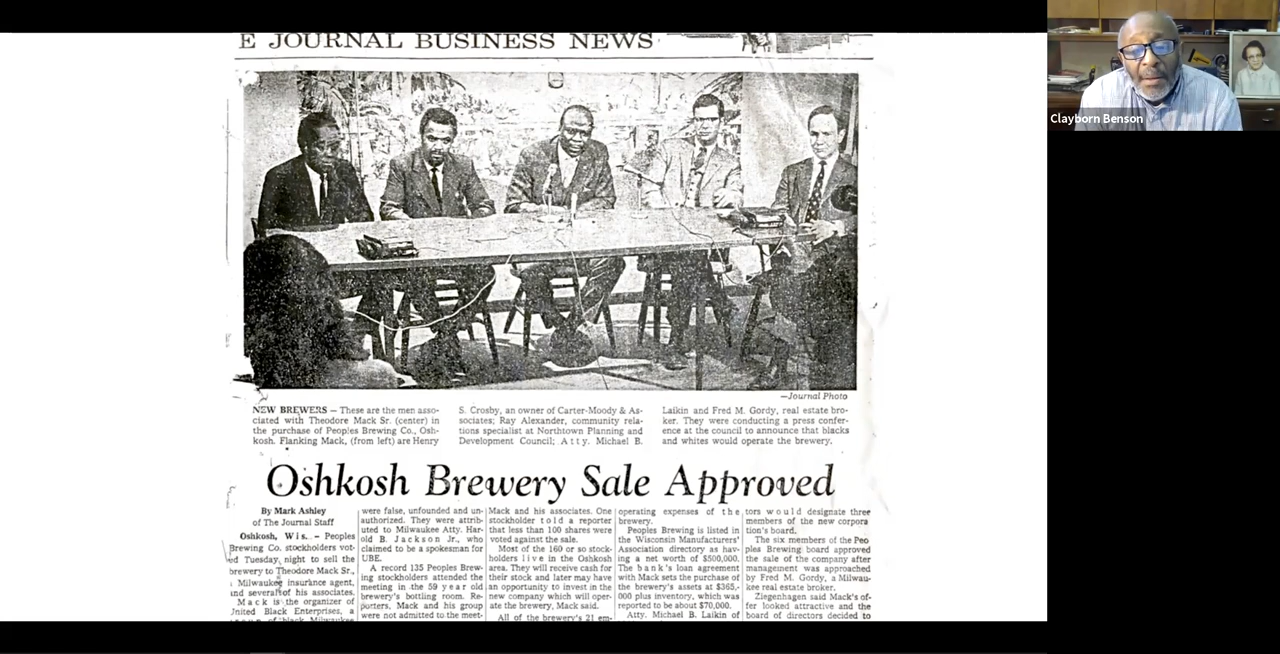 E JOURNAL BUSINESS NEWS
Clayborn Benson
—Journal Photo
NEW BREWERS — These are the men asso-
ciated with Theodore Mack Sr. (center) in
the purchase of Peoples Brewing Co., Osh-
kosh. Flanking Mack, (from left) are Henry
S. Crosby, an owner of Carter-Moody & As-
sociates; Ray Alexander, community rela-
tions specialist at Northtown Planning and
Development Council; Atty. Michael B.
Laikin and Fred M. Gordy, real estate bro-
ker. They were conducting a press confer-
ence at the council to announce that blacks
and whites would operate the brewery.
Oshkosh Brewery Sale Approved
By Mark Ashley
of The Journal Staff
Oshkosh, Wis. – Peoples
Brewing Co. stockholders vot-
ed Tuesday night to sell the
brewery to Theodore Mack Sr.,
Milwaukee insurance agent,
and several of his associates.
Mack is the organizer of
United Black Enterprises, a
of black Milwaukee
were false, unfounded and un-
authorized. They were attrib-
uted to Milwaukee Atty. Har-
old B. Jackson Jr., who
claimed to be a spokesman for
UBE.
A record 135 Peoples Brew-
ing stockholders attended the
meeting in the 59 year old
brewery's bottling room. Re-
porters, Mack and his group
were not admitted to the meet-
Mack and his associates. One
stockholder told a reporter
that less than 100 shares were
voted against the sale.
Most of the 160 or so stock-
holders live in the Oshkosh
area. They will receive cash for
their stock and later may have
an opportunity to invest in the
new company which will oper-
ate the brewery, Mack said.
All of the brewery's 21 em-
operating expenses of the
brewery.
Peoples Brewing is listed in
the Wisconsin Manufacturers'
Association directory as hav-
ing a net worth of $500,000.
The bank's loan agreement
with Mack sets the purchase of
the brewery's assets at $365,-
000 plus inventory, which was
reported to be about $70,000.
Atty. Michael B. Laikin of
tors would designate three
members of the new corpora
tion's board.
The six members of the Peo
ples Brewing board approved
the sale of the company after
management was approached
by Fred M. Gordy, a Milwau-
kee real estate broker.
Ziegenhagen said Mack's of-
fer looked attractive and the
board of directors decided to